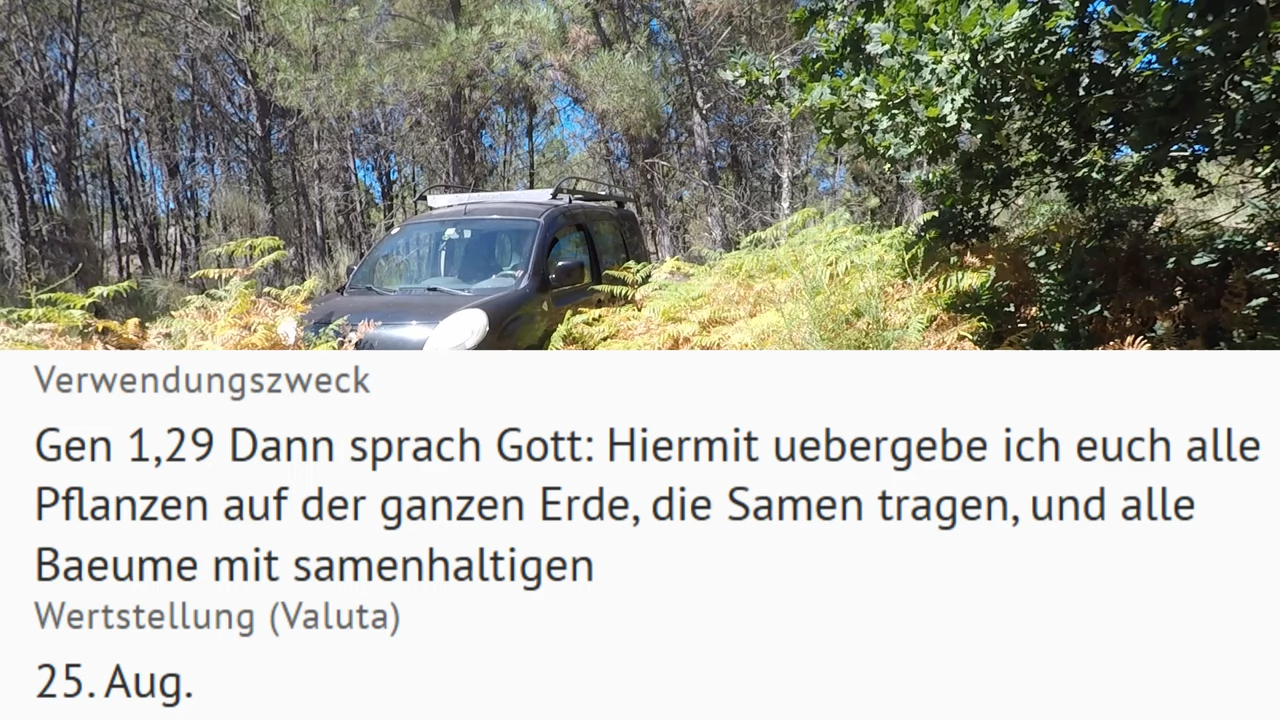 Verwendungszweck
Gen 1,29 Dann sprach Gott: Hiermit uebergebe ich euch alle
Pflanzen auf der ganzen Erde, die Samen tragen, und alle
Baeume mit samenhaltigen
Wertstellung (Valuta)
25. Aug.